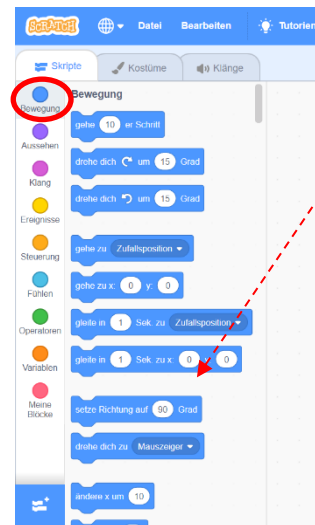 SCRATCH Datei Bearbeiten Tutorien
Skripte Kostüme Klänge
Bewegung
Aussehen
Klang
Ereignisse
Steuerung
Fühlen
Operatoren
Variablen
Meine
Blöcke
Bewegung
gehe 10 er Schritt
drehe dich um 15 Grad
drehe dich um 15 Grad
gehe zu Zufallsposition
gehe zu x: 0 y: 0
gleite in 1 Sek. zu Zufallsposition
gleite in 1 Sek. zu x: 0 y: 0
setze Richtung auf 90 Grad
drehe dich zu Mauszeiger
ändere x um 10